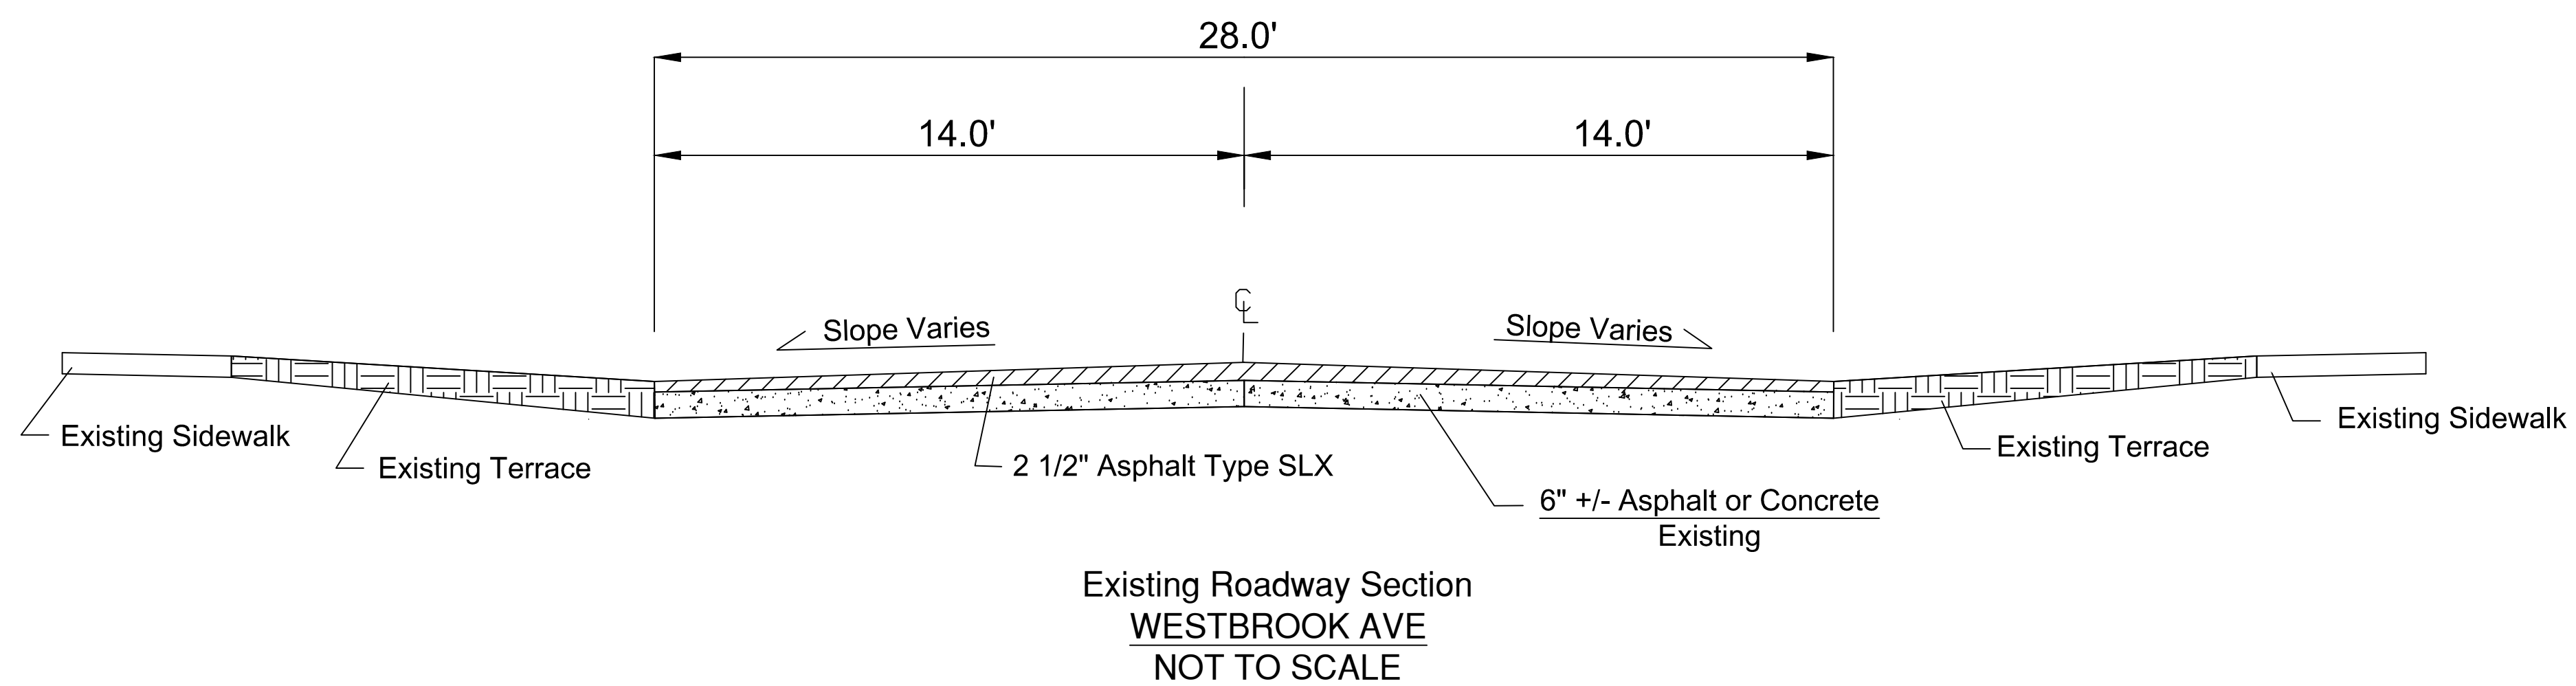 28.0'
14.0'
14.0'
℄
Slope Varies
Slope Varies
Existing Sidewalk
Existing Terrace
2 1/2" Asphalt Type SLX
6" +/- Asphalt or Concrete
Existing
Existing Terrace
Existing Sidewalk
Existing Roadway Section
WESTBROOK AVE
NOT TO SCALE